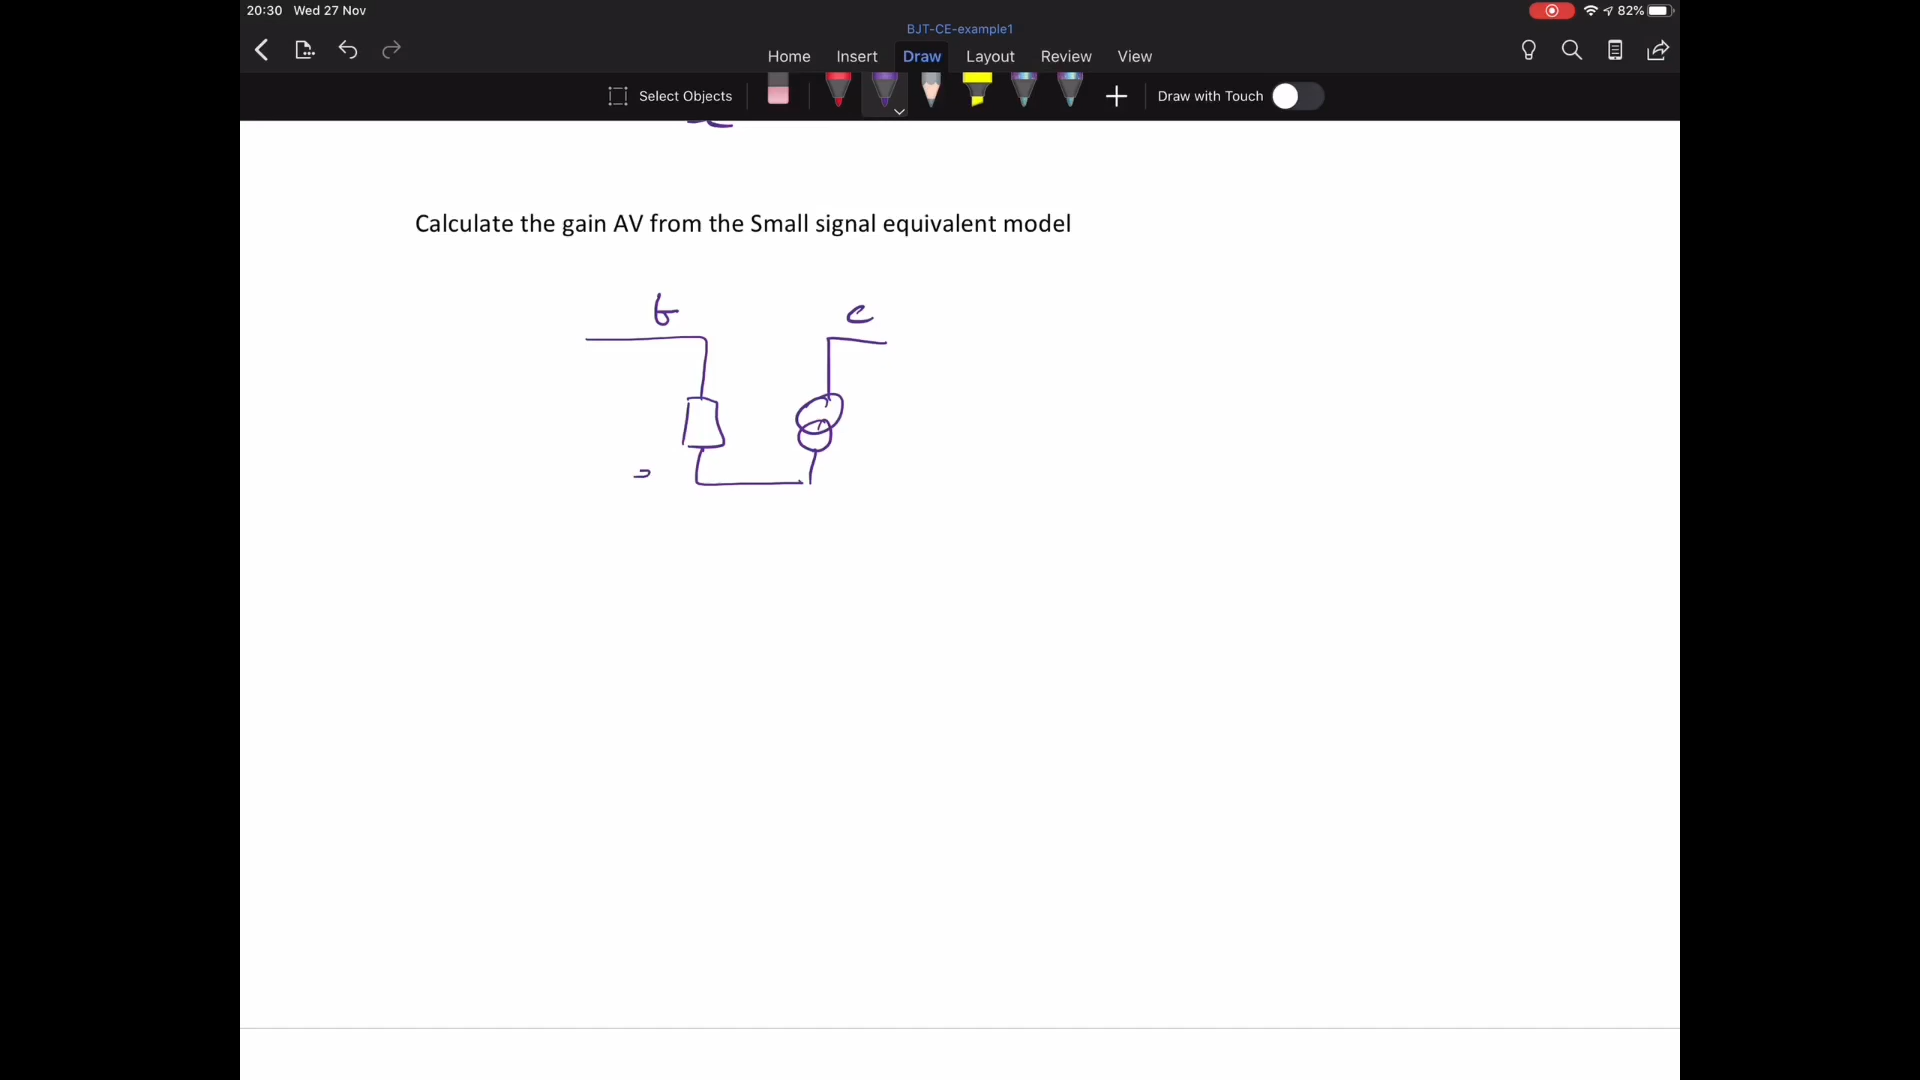 20:30 Wed 27 Nov 82%
BJT-CE-example1
Home Insert Draw Layout Review View
Select Objects Draw with Touch
Calculate the gain AV from the Small signal equivalent model
b c
=